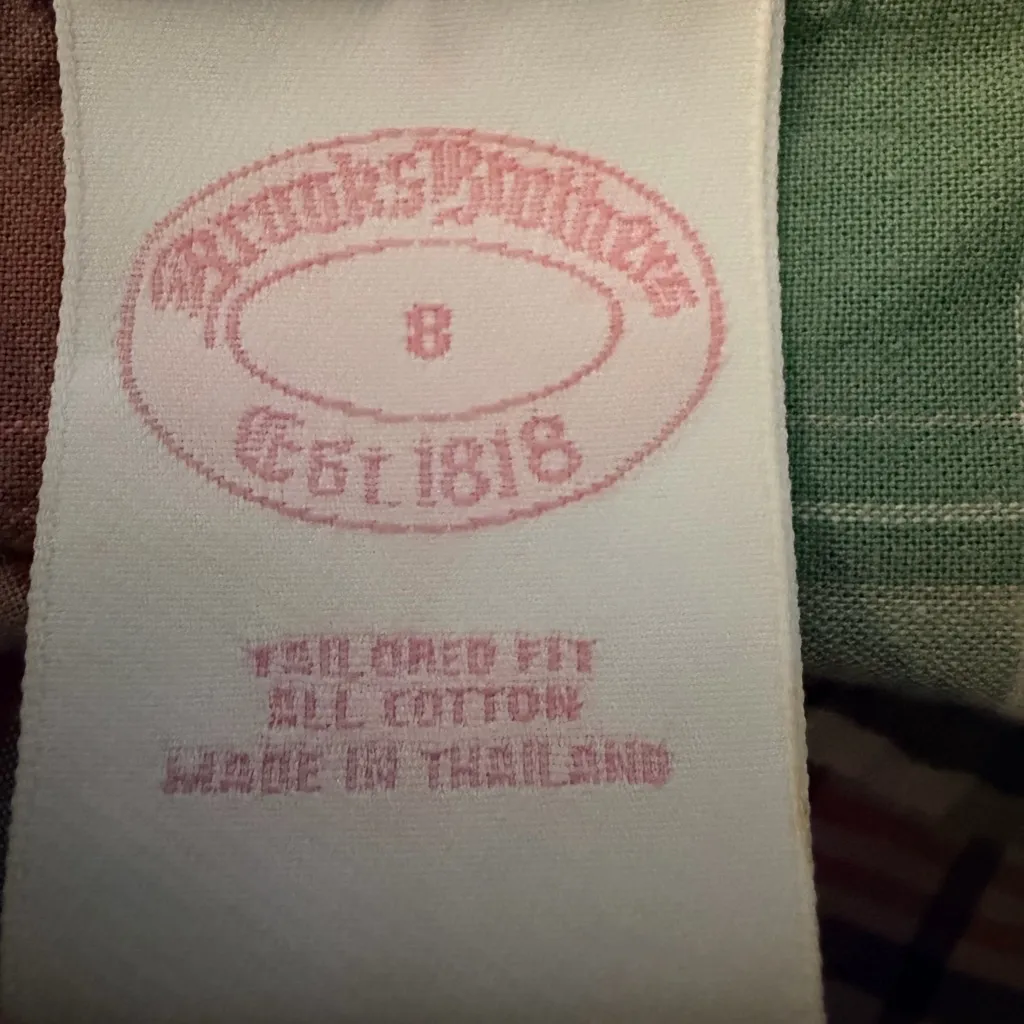 Brooks Brothers
8
Est. 1818
TAILORED FIT
ALL COTTON
MADE IN THAILAND